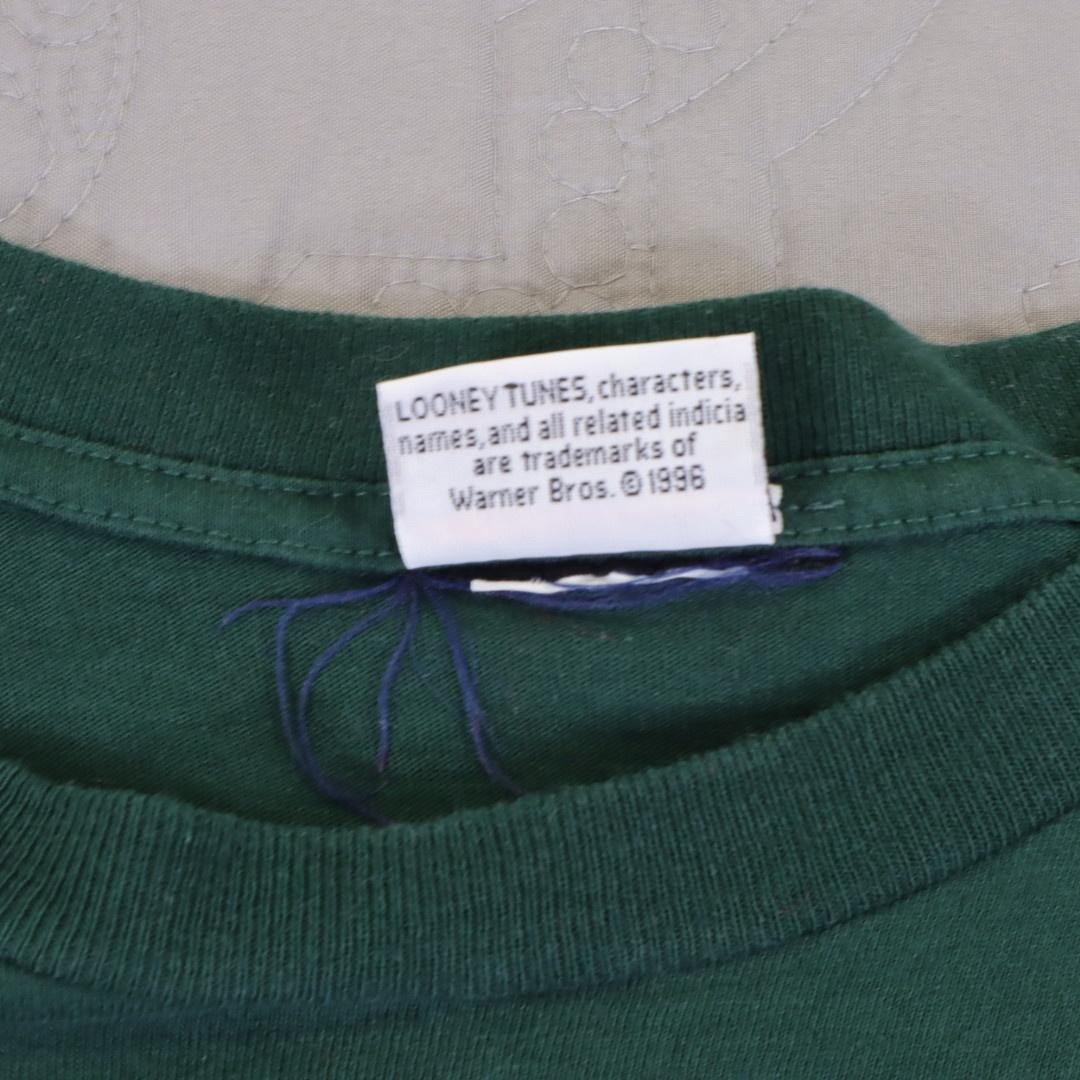 LOONEY TUNES, characters,
names, and all related indicia
are trademarks of
Warner Bros. © 1996